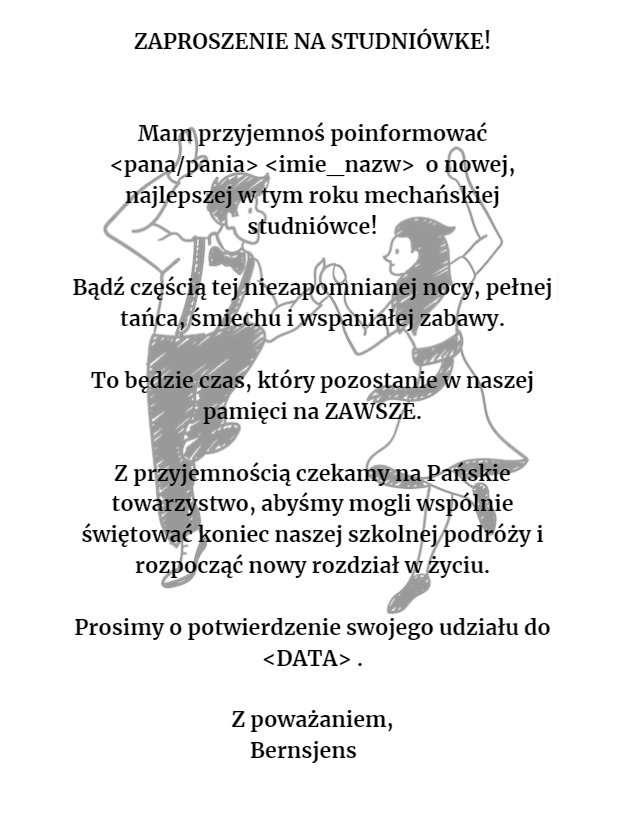 ZAPROSZENIE NA STUDNIÓWKE!
Mam przyjemnoś poinformować
<pana/pania> <imie_nazw> o nowej,
najlepszej w tym roku mechańskiej
studniówce!
Bądź częścią tej niezapomnianej nocy, pełnej
tańca, śmiechu i wspaniałej zabawy.
To będzie czas, który pozostanie w naszej
pamięci na ZAWSZE.
Z przyjemnością czekamy na Pańskie
towarzystwo, abyśmy mogli wspólnie
świętować koniec naszej szkolnej podróży i
rozpocząć nowy rozdział w życiu.
Prosimy o potwierdzenie swojego udziału do
<DATA> .
Z poważaniem,
Bernsjens